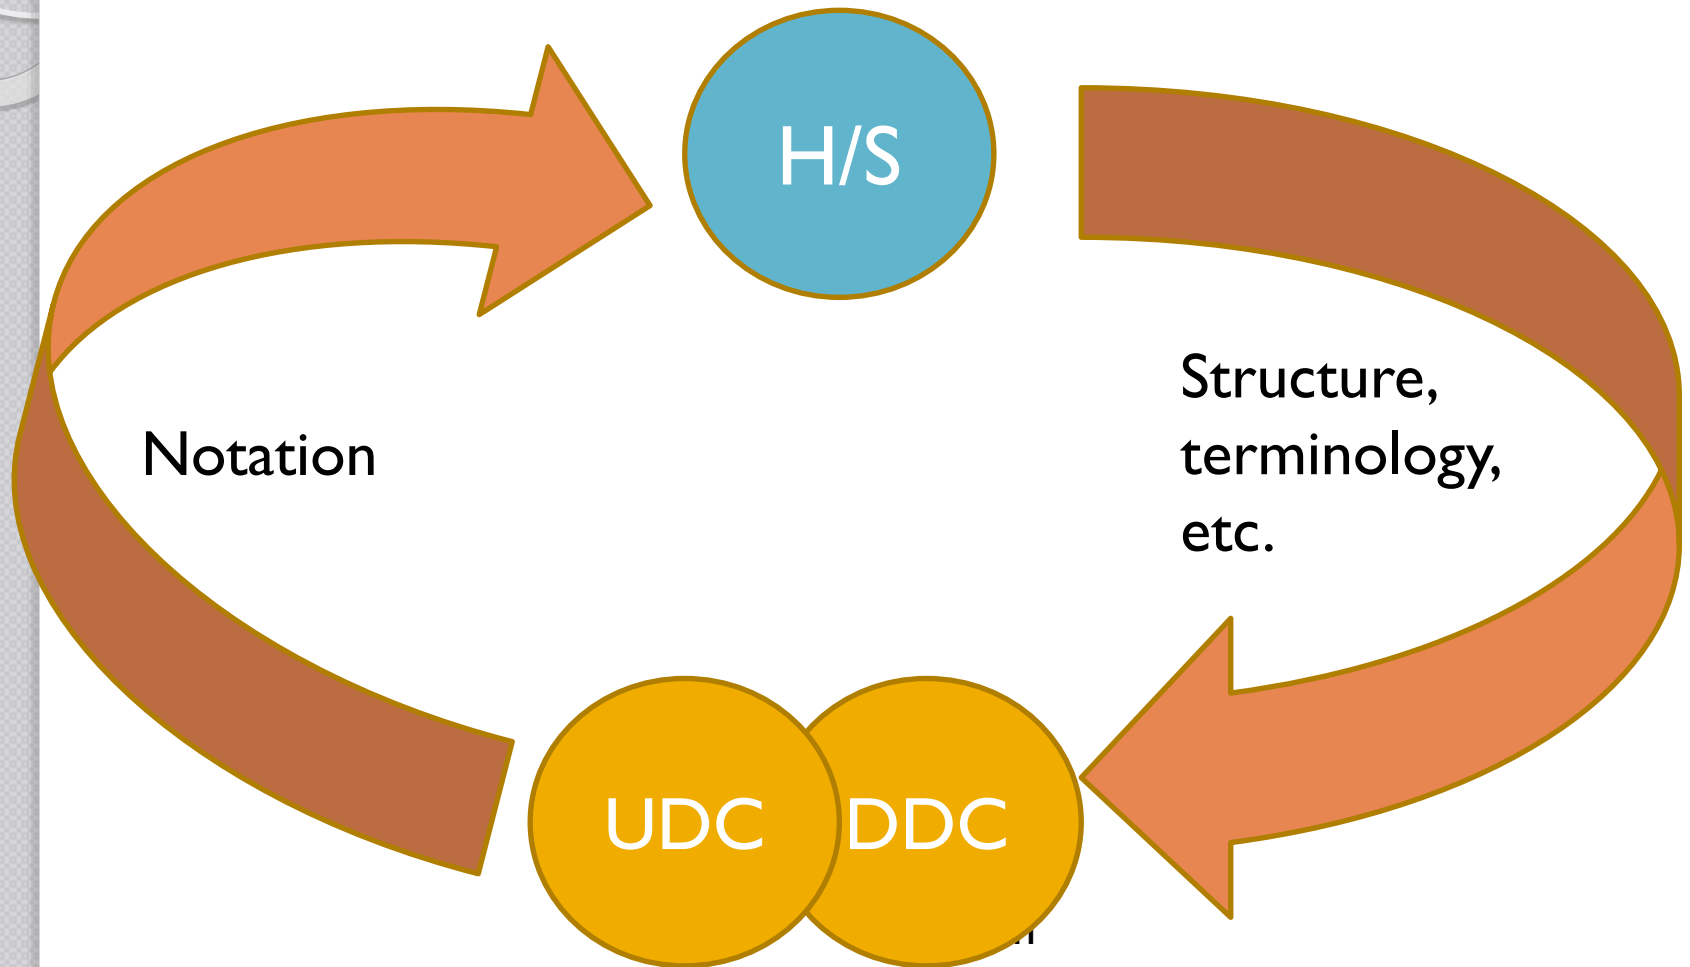 H/S
Structure,
terminology,
etc.
Notation
UDC
DDC